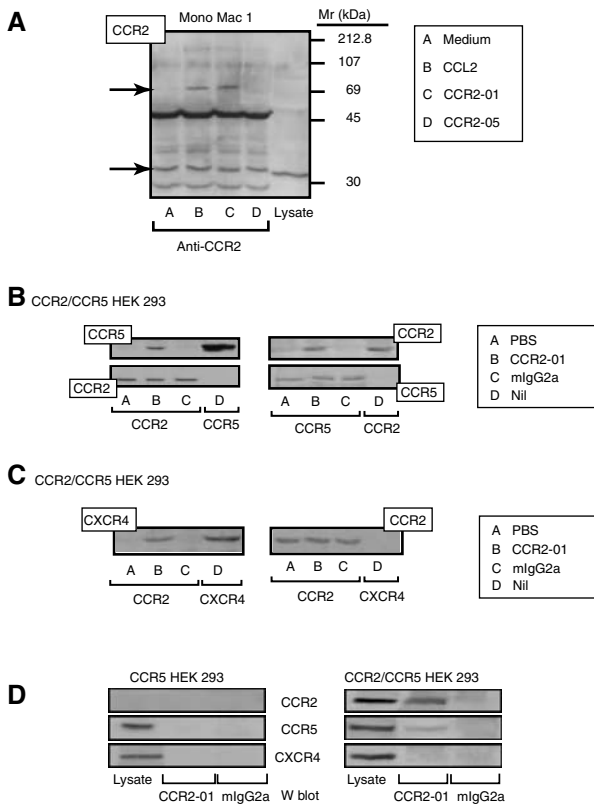 A
Mono Mac 1
Mr (kDa)
CCR2
212.8
107
69
45
30
A Medium
B CCL2
C CCR2-01
D CCR2-05
A B C D Lysate
Anti-CCR2
B CCR2/CCR5 HEK 293
CCR5
CCR2
CCR2
CCR5
A B C D
CCR2 CCR5
A B C D
CCR5 CCR2
A PBS
B CCR2-01
C mIgG2a
D Nil
C CCR2/CCR5 HEK 293
CXCR4
CCR2
A B C D
CCR2 CXCR4
A B C D
CCR2 CXCR4
A PBS
B CCR2-01
C mIgG2a
D Nil
D
CCR5 HEK 293
CCR2/CCR5 HEK 293
CCR2
CCR5
CXCR4
Lysate
CCR2-01 mIgG2a
W blot
Lysate
CCR2-01 mIgG2a